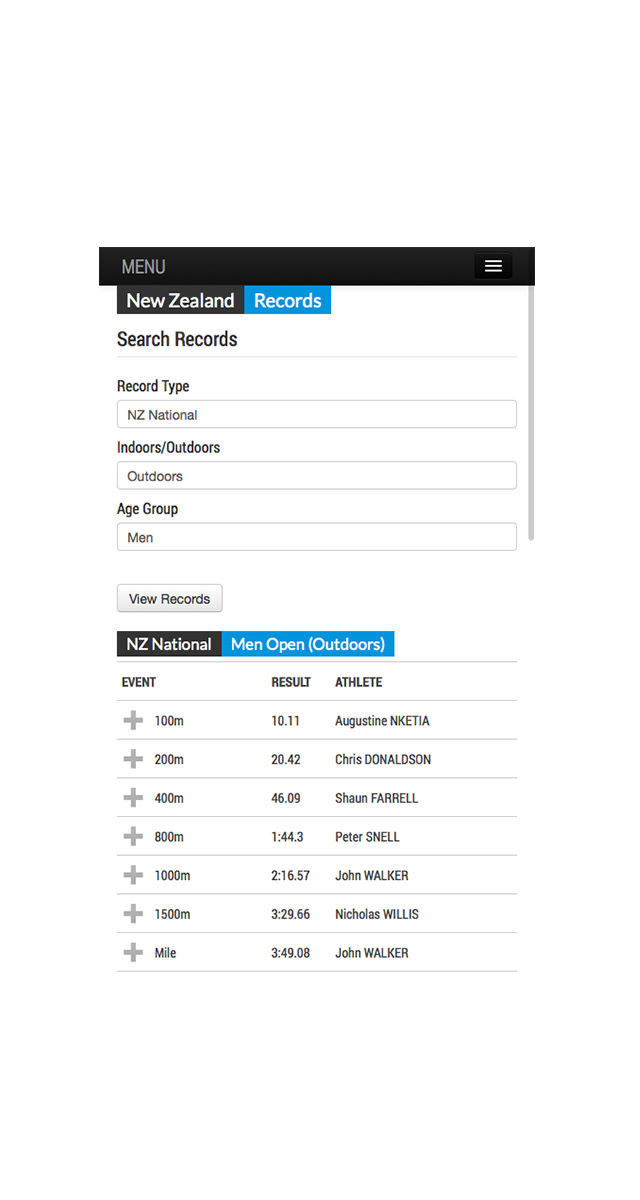 MENU
New Zealand Records
Search Records
Record Type
NZ National
Indoors/Outdoors
Outdoors
Age Group
Men
View Records
NZ National Men Open (Outdoors)
EVENT RESULT ATHLETE
100m 10.11 Augustine NKETIA
200m 20.42 Chris DONALDSON
400m 46.09 Shaun FARRELL
800m 1:44.3 Peter SNELL
1000m 2:16.57 John WALKER
1500m 3:29.66 Nicholas WILLIS
Mile 3:49.08 John WALKER